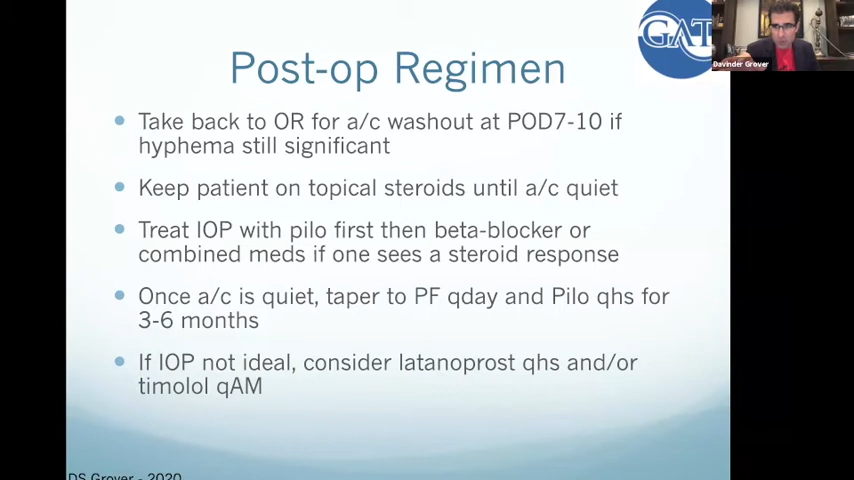 Post-op Regimen
GAT
Davinder Grover
Take back to OR for a/c washout at POD7-10 if
hyphema still significant
Keep patient on topical steroids until a/c quiet
Treat IOP with pilo first then beta-blocker or
combined meds if one sees a steroid response
Once a/c is quiet, taper to PF qday and Pilo qhs for
3-6 months
If IOP not ideal, consider latanoprost qhs and/or
timolol qAM
DS Grover - 2020